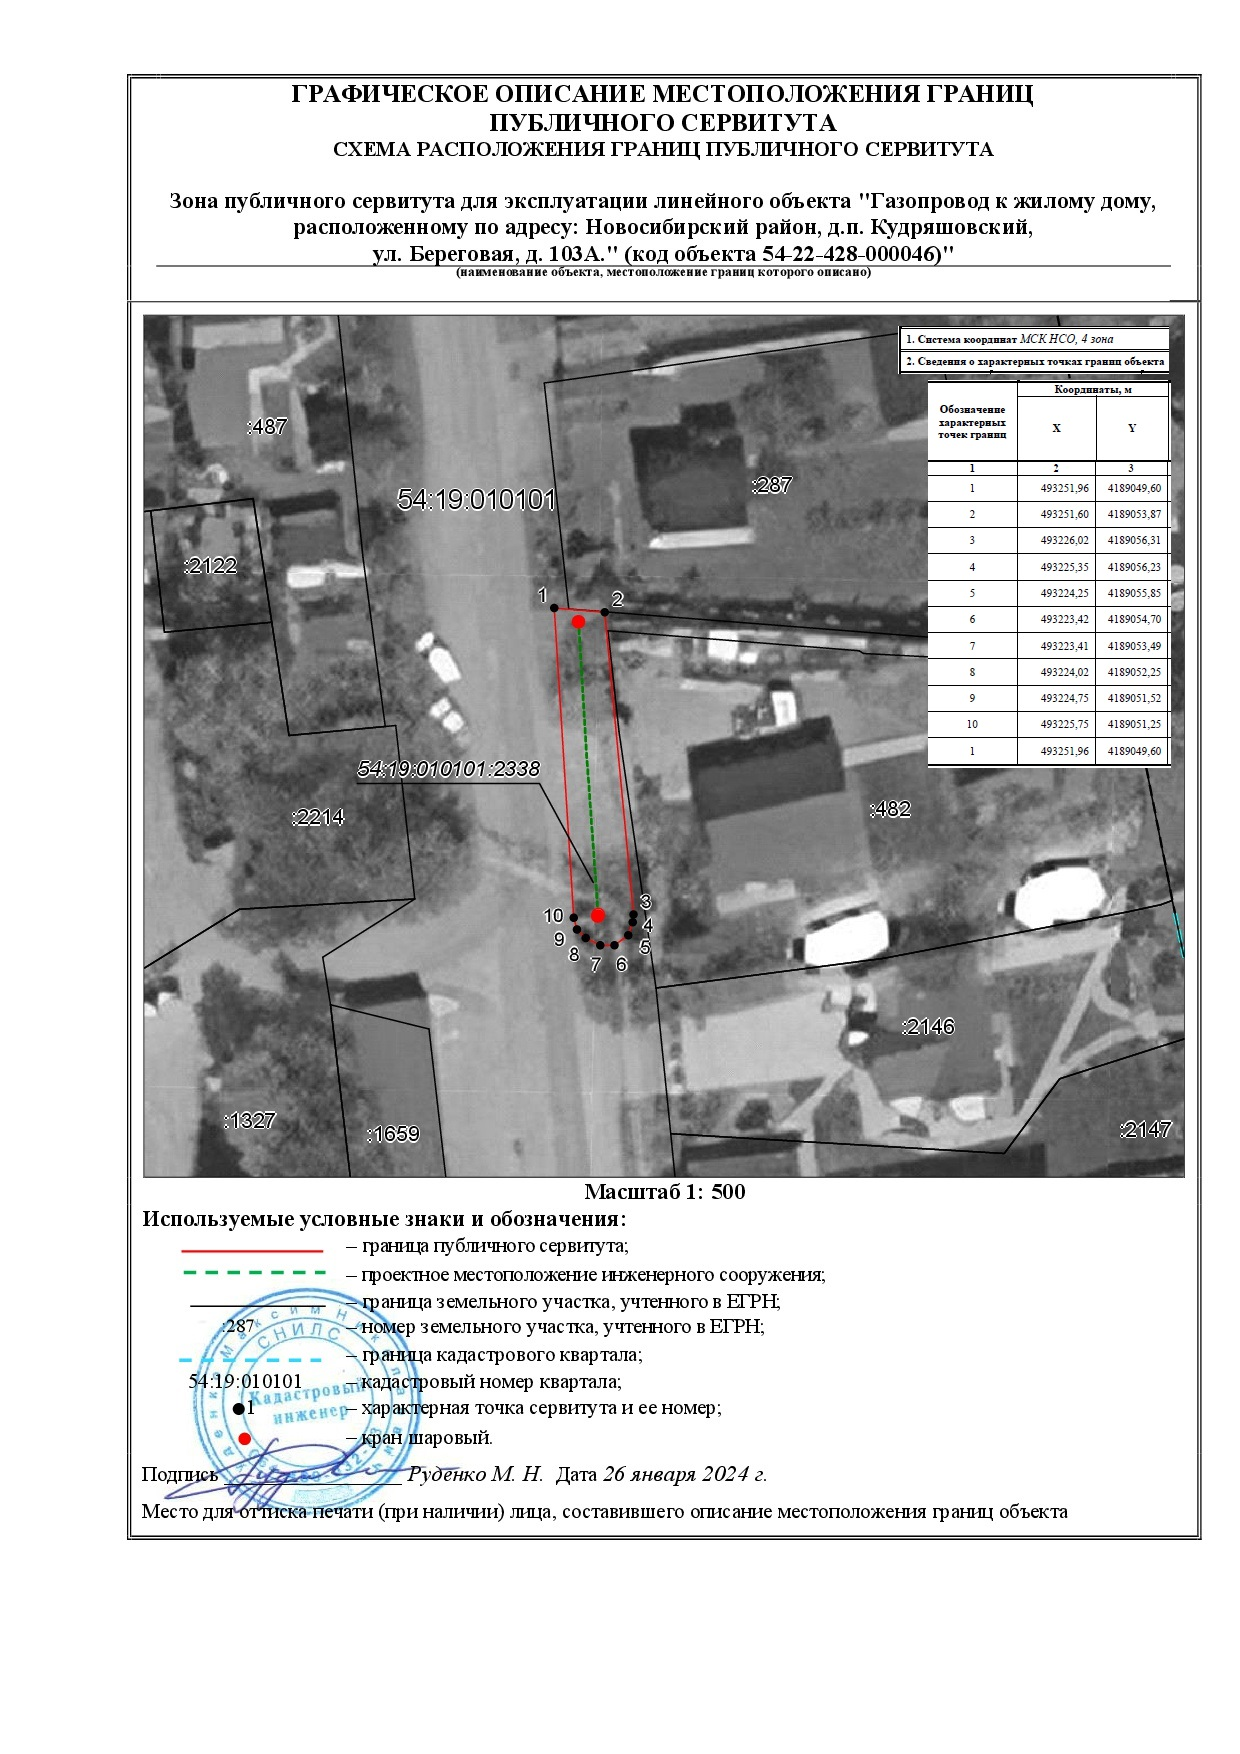 ГРАФИЧЕСКОЕ ОПИСАНИЕ МЕСТОПОЛОЖЕНИЯ ГРАНИЦ
ПУБЛИЧНОГО СЕРВИТУТА
СХЕМА РАСПОЛОЖЕНИЯ ГРАНИЦ ПУБЛИЧНОГО СЕРВИТУТА
Зона публичного сервитута для эксплуатации линейного объекта "Газопровод к жилому дому,
расположенному по адресу: Новосибирский район, д.п. Кудряшовский,
ул. Береговая, д. 103А." (код объекта 54-22-428-000046)"
(наименование объекта, местоположение границ которого описано)
1. Система координат МСК НСО, 4 зона
2. Сведения о характерных точках границ объекта
Обозначение характерных точек границ
Координаты, м
X Y
1 2 3
1 493251,96 4189049,60
2 493251,60 4189053,87
3 493226,02 4189056,31
4 493225,35 4189056,23
5 493224,25 4189055,85
6 493223,42 4189054,70
7 493223,41 4189053,49
8 493224,02 4189052,25
9 493224,75 4189051,52
10 493225,75 4189051,25
1 493251,96 4189049,60
:487
54:19:010101
:287
:2122
1
2
54:19:010101:2338
:2214
:482
10
3
9
4
8
5
7
6
:2146
:1327
:1659
:2147
Масштаб 1: 500
Используемые условные знаки и обозначения:
– граница публичного сервитута;
– проектное местоположение инженерного сооружения;
– граница земельного участка, учтенного в ЕГРН;
:287 – номер земельного участка, учтенного в ЕГРН;
– граница кадастрового квартала;
54:19:010101 – кадастровый номер квартала;
1 – характерная точка сервитута и ее номер;
– кран шаровый.
СНИЛС
Кадастровый
инженер
Подпись Руденко М. Н. Дата 26 января 2024 г.
Место для оттиска печати (при наличии) лица, составившего описание местоположения границ объекта